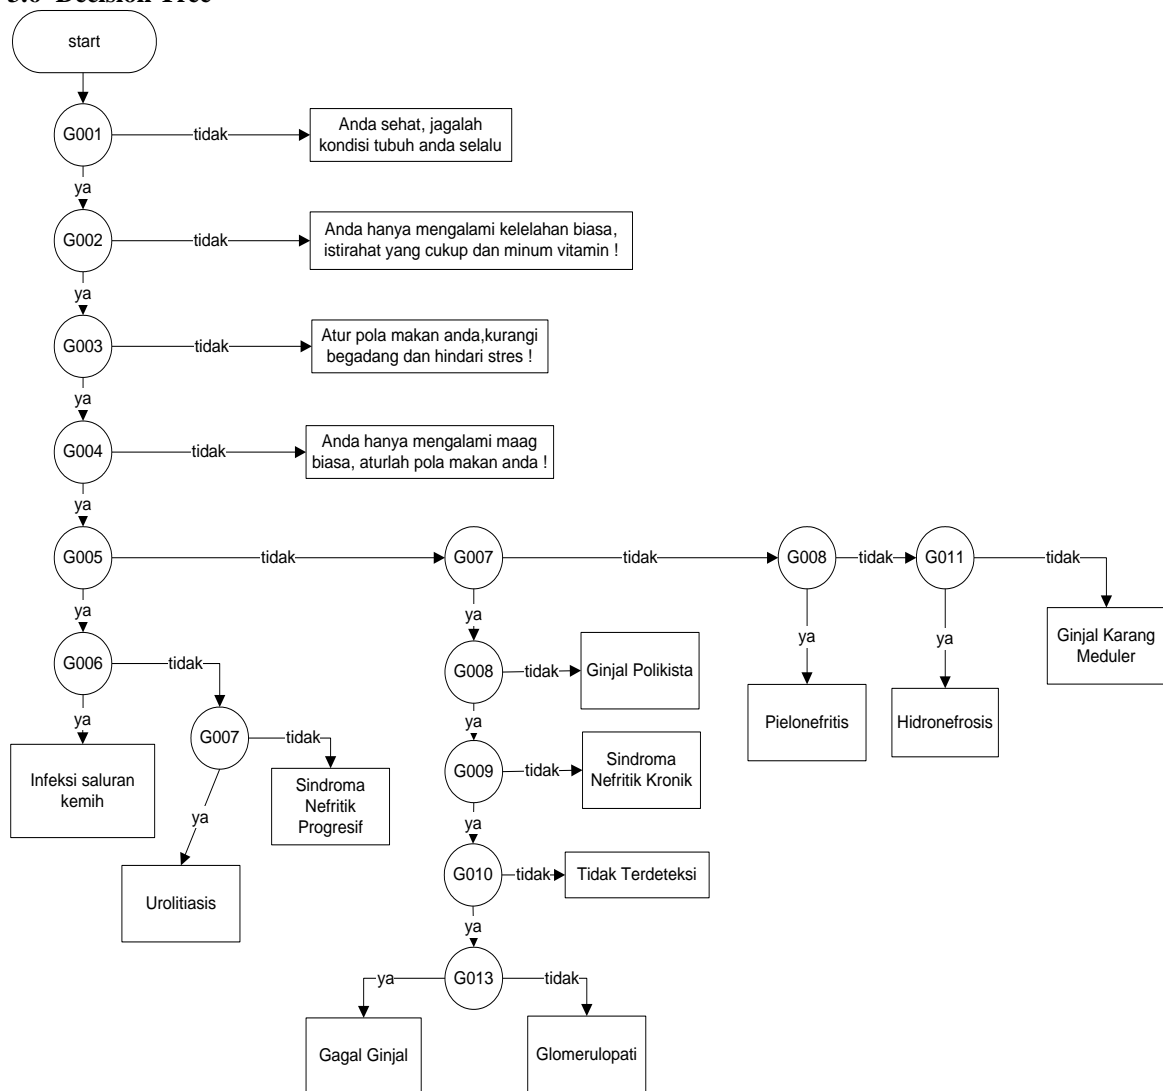 start
G001
tidak
Anda sehat, jagalah
kondisi tubuh anda selalu
ya
G002
tidak
Anda hanya mengalami kelelahan biasa,
istirahat yang cukup dan minum vitamin !
ya
G003
tidak
Atur pola makan anda,kurangi
begadang dan hindari stres !
ya
G004
tidak
Anda hanya mengalami maag
biasa, aturlah pola makan anda !
ya
G005
tidak
G007
tidak
G008
tidak
G011
tidak
ya
G006
tidak
ya
Infeksi saluran
kemih
G007
tidak
Sindroma
Nefritik
Progresif
ya
Urolitiasis
ya
G008
tidak
Ginjal Polikista
ya
G009
tidak
Sindroma
Nefritik Kronik
ya
G010
tidak
Tidak Terdeteksi
ya
G013
ya
tidak
Gagal Ginjal
Glomerulopati
ya
Pielonefritis
ya
Hidronefrosis
Ginjal Karang
Meduler